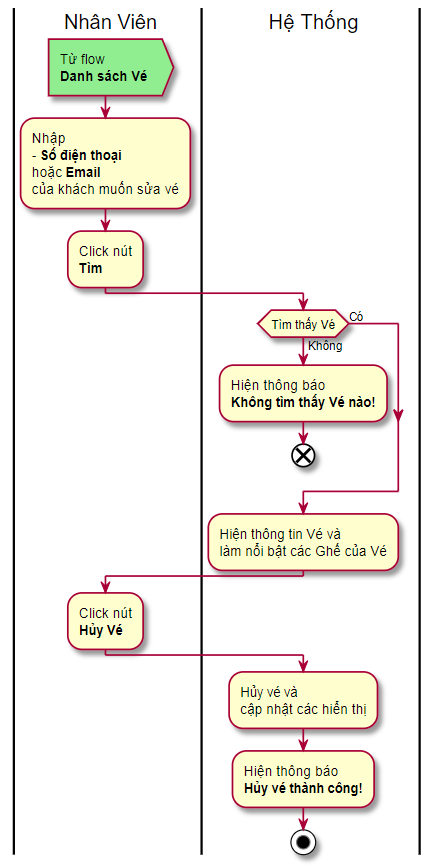 Nhân Viên
Hệ Thống
Từ flow
Danh sách Vé
Nhập
- Số điện thoại
hoặc Email
của khách muốn sửa vé
Click nút
Tìm
Tìm thấy Vé
Có
Không
Hiện thông báo
Không tìm thấy Vé nào!
Hiện thông tin Vé và
làm nổi bật các Ghế của Vé
Click nút
Hủy Vé
Hủy vé và
cập nhật các hiển thị
Hiện thông báo
Hủy vé thành công!